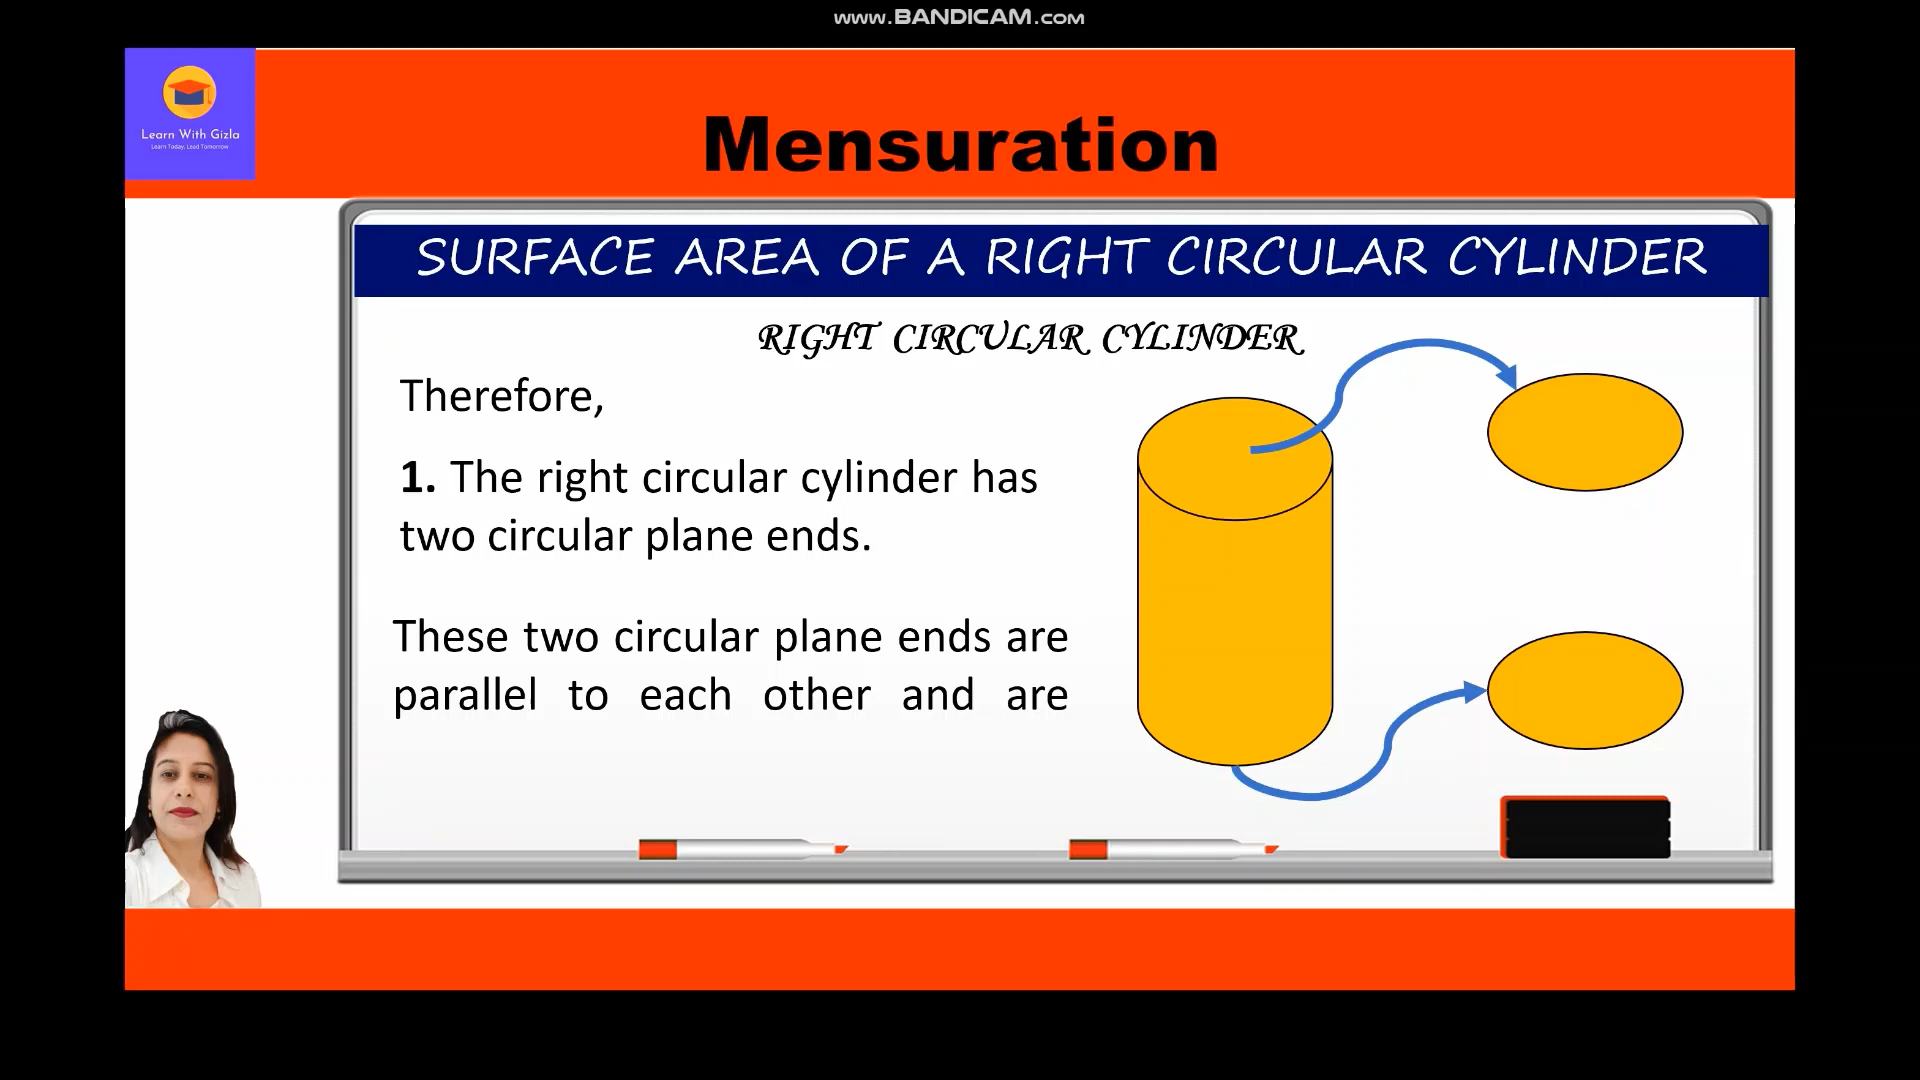 www.BANDICAM.com
Learn With Gizla
Learn Today, Lead Tomorrow
Mensuration
SURFACE AREA OF A RIGHT CIRCULAR CYLINDER
RIGHT CIRCULAR CYLINDER
Therefore,
1. The right circular cylinder has
two circular plane ends.
These two circular plane ends are
parallel to each other and are